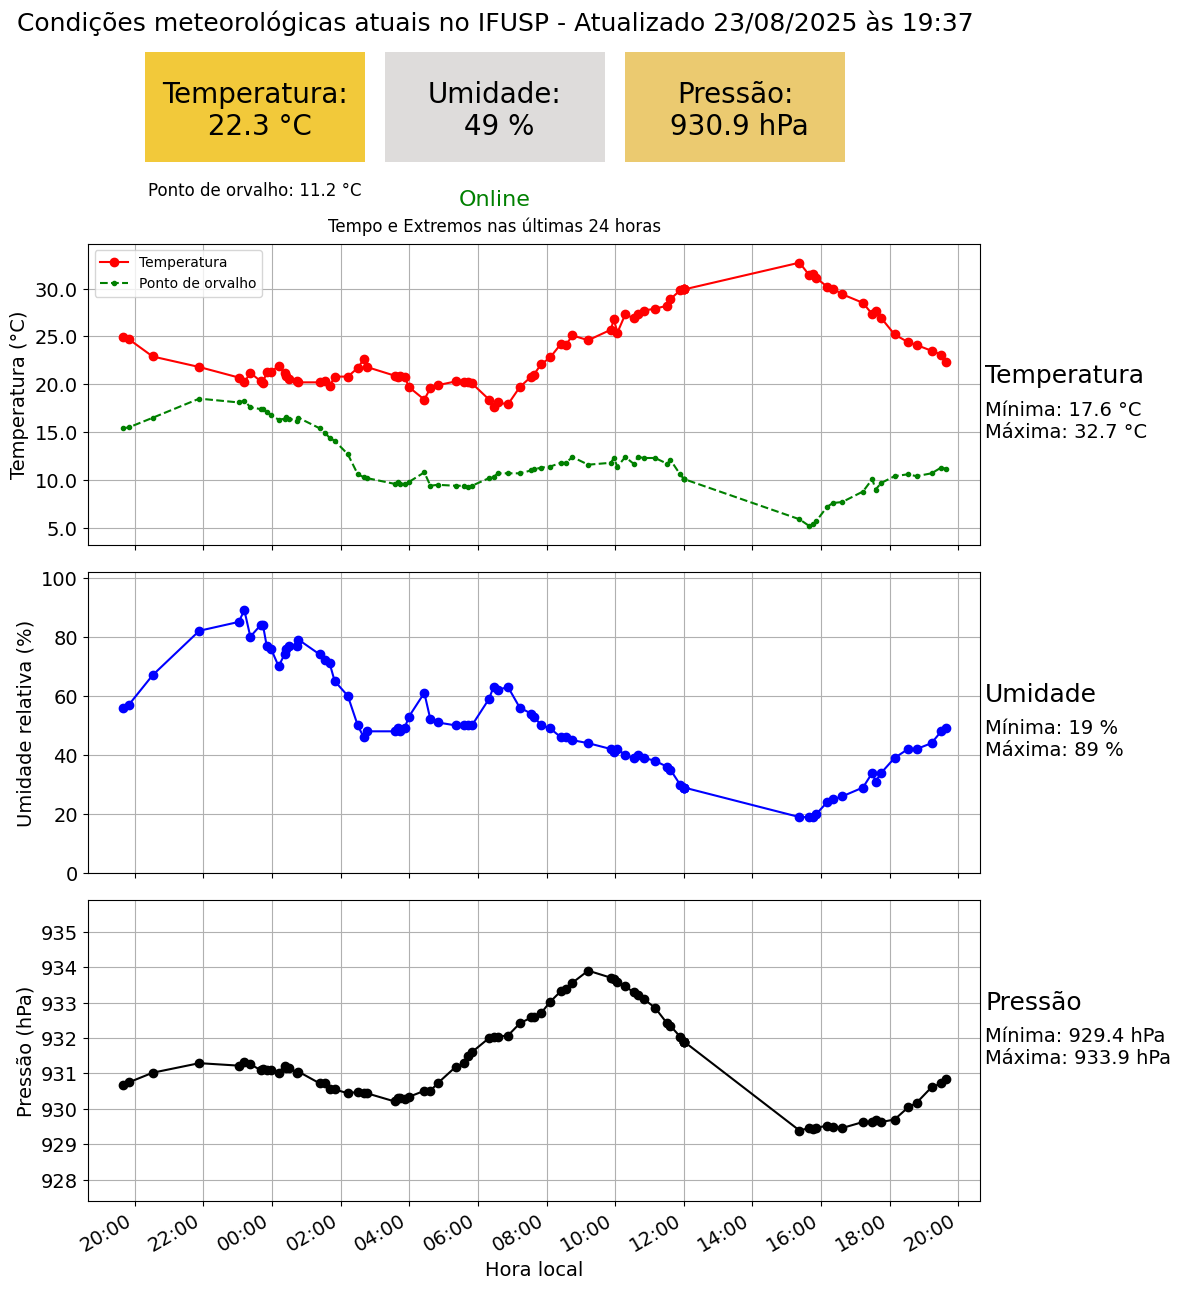 Condições meteorológicas atuais no IFUSP - Atualizado 23/08/2025 às 19:37
Temperatura:
22.3 °C
Umidade:
49 %
Pressão:
930.9 hPa
Ponto de orvalho: 11.2 °C
Online
Tempo e Extremos nas últimas 24 horas
Temperatura
Ponto de orvalho
Temperatura (°C)
30.0
25.0
20.0
15.0
10.0
5.0
Temperatura
Mínima: 17.6 °C
Máxima: 32.7 °C
Umidade relativa (%)
100
80
60
40
20
0
Umidade
Mínima: 19 %
Máxima: 89 %
Pressão (hPa)
935
934
933
932
931
930
929
928
Pressão
Mínima: 929.4 hPa
Máxima: 933.9 hPa
20:00 22:00 00:00 02:00 04:00 06:00 08:00 10:00 12:00 14:00 16:00 18:00 20:00
Hora local